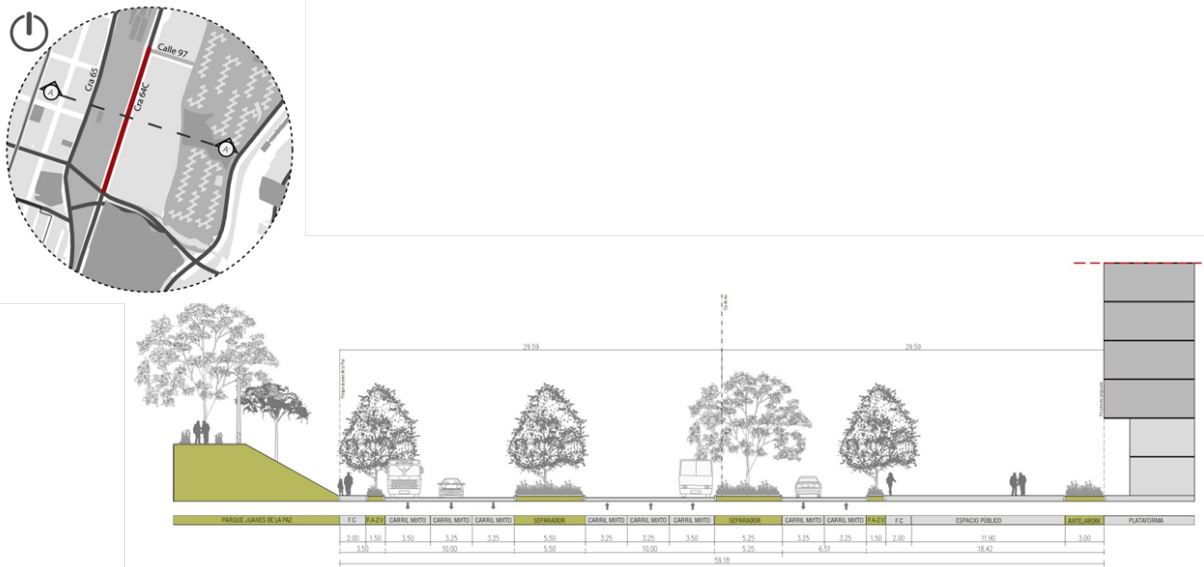 Calle 97
Cra 65
Cra 64C
A
A'
29.59
29.59
PARQUE JUANES DE LA PAZ
F.C
F.A-Z.V
CARRIL MIXTO
CARRIL MIXTO
CARRIL MIXTO
SEPARADOR
CARRIL MIXTO
CARRIL MIXTO
CARRIL MIXTO
SEPARADOR
CARRIL MIXTO
CARRIL MIXTO
F.A-Z.V
F.C
ESPACIO PÚBLICO
ANTEJARDÍN
PLATAFORMA
2.00
1.50
3.50
3.25
3.25
5.50
3.25
3.25
3.50
5.25
3.25
3.25
1.50
2.00
11.90
3.00
3.50
10.00
5.50
10.00
5.25
6.51
18.42
59.18